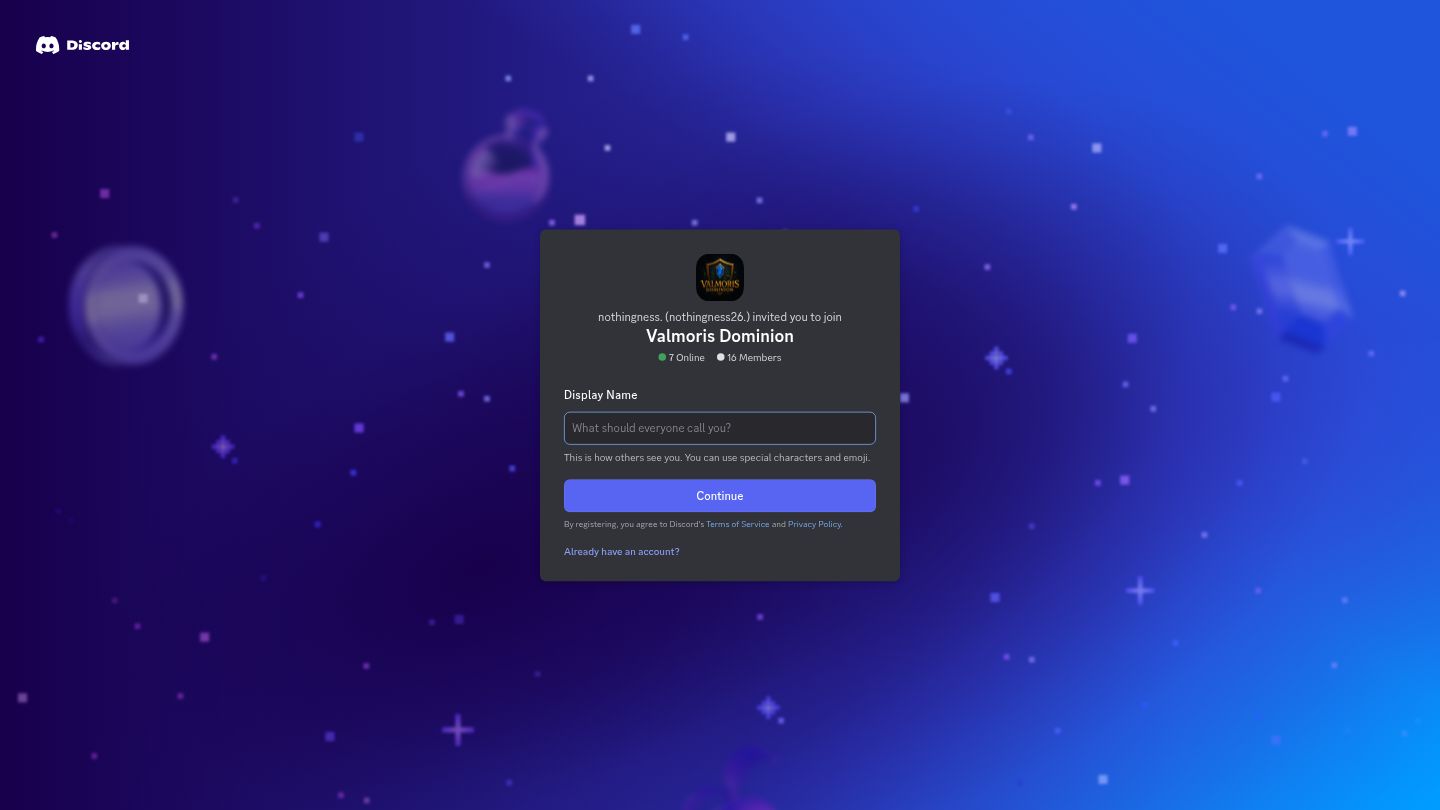 Discord
VALMORIS
DOMINION
nothingness. (nothingness26.) invited you to join
Valmoris Dominion
7 Online 16 Members
Display Name
What should everyone call you?
This is how others see you. You can use special characters and emoji.
Continue
By registering, you agree to Discord's Terms of Service and Privacy Policy.
Already have an account?